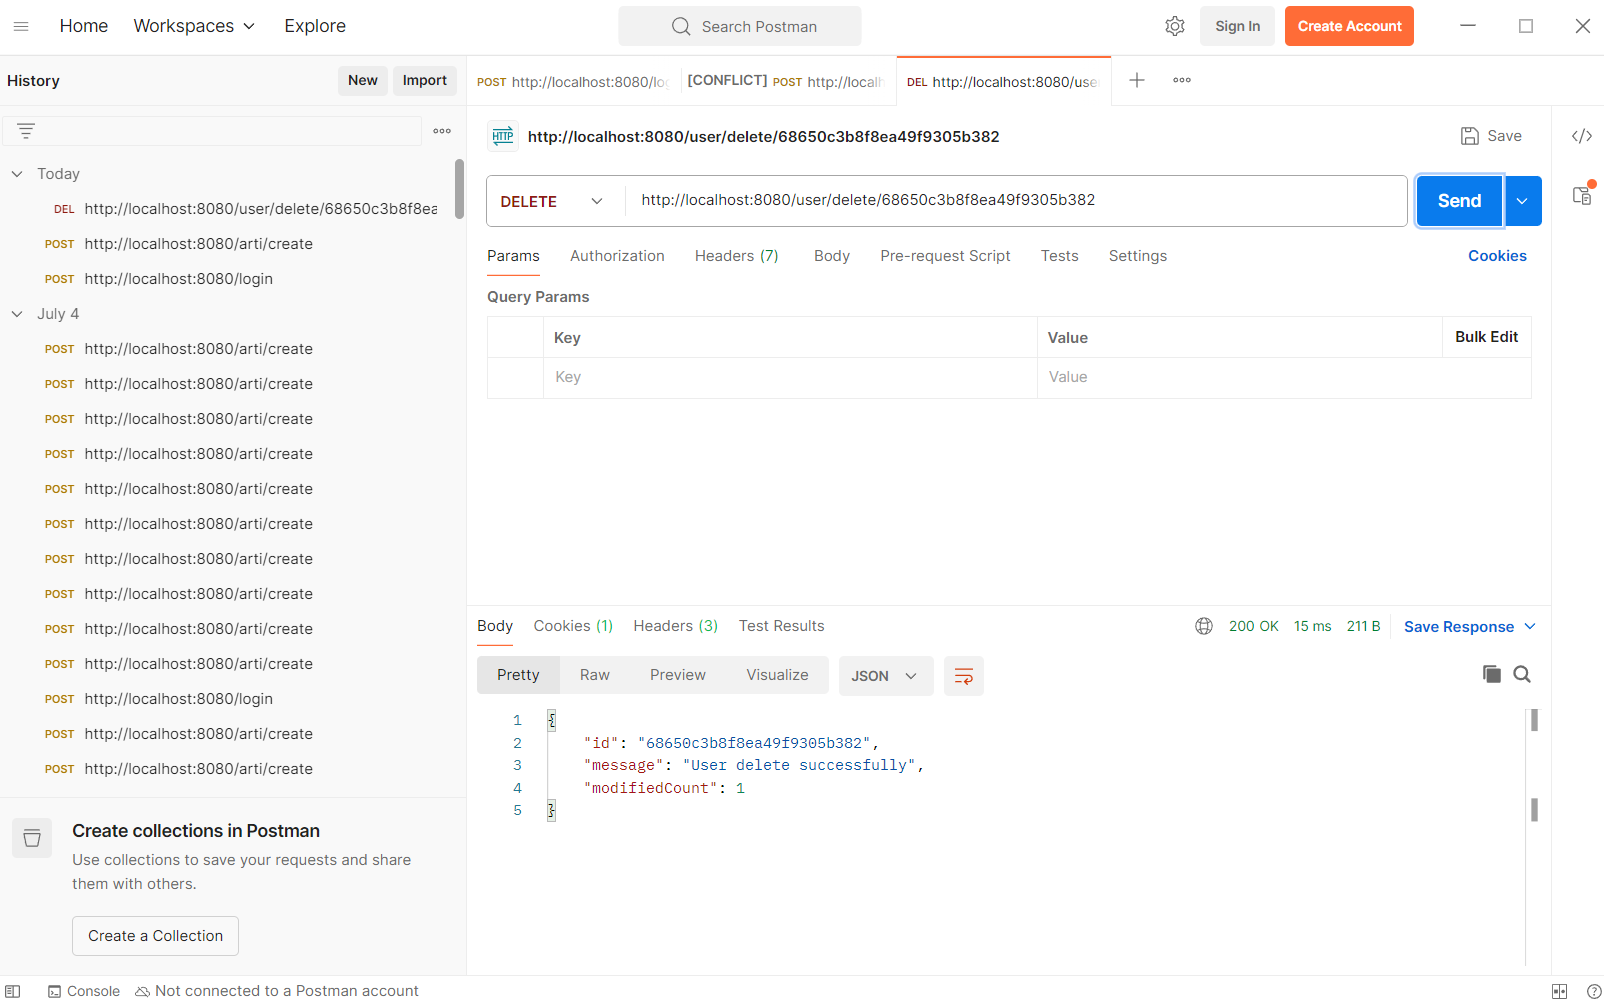 Home Workspaces Explore Search Postman Sign In Create Account
History New Import
POST http://localhost:8080/log [CONFLICT] POST http://localh DEL http://localhost:8080/use
HTTP http://localhost:8080/user/delete/68650c3b8f8ea49f9305b382 Save
DELETE http://localhost:8080/user/delete/68650c3b8f8ea49f9305b382 Send
Params Authorization Headers (7) Body Pre-request Script Tests Settings Cookies
Query Params
Key Value Bulk Edit
Key Value
Today
DEL http://localhost:8080/user/delete/68650c3b8f8ea
POST http://localhost:8080/arti/create
POST http://localhost:8080/login
July 4
POST http://localhost:8080/arti/create
POST http://localhost:8080/arti/create
POST http://localhost:8080/arti/create
POST http://localhost:8080/arti/create
POST http://localhost:8080/arti/create
POST http://localhost:8080/arti/create
POST http://localhost:8080/arti/create
POST http://localhost:8080/arti/create
POST http://localhost:8080/arti/create
POST http://localhost:8080/arti/create
POST http://localhost:8080/login
POST http://localhost:8080/arti/create
POST http://localhost:8080/arti/create
Create collections in Postman
Use collections to save your requests and share
them with others.
Create a Collection
Body Cookies (1) Headers (3) Test Results 200 OK 15 ms 211 B Save Response
Pretty Raw Preview Visualize JSON
1 {
2 "id": "68650c3b8f8ea49f9305b382",
3 "message": "User delete successfully",
4 "modifiedCount": 1
5 }
Console Not connected to a Postman account